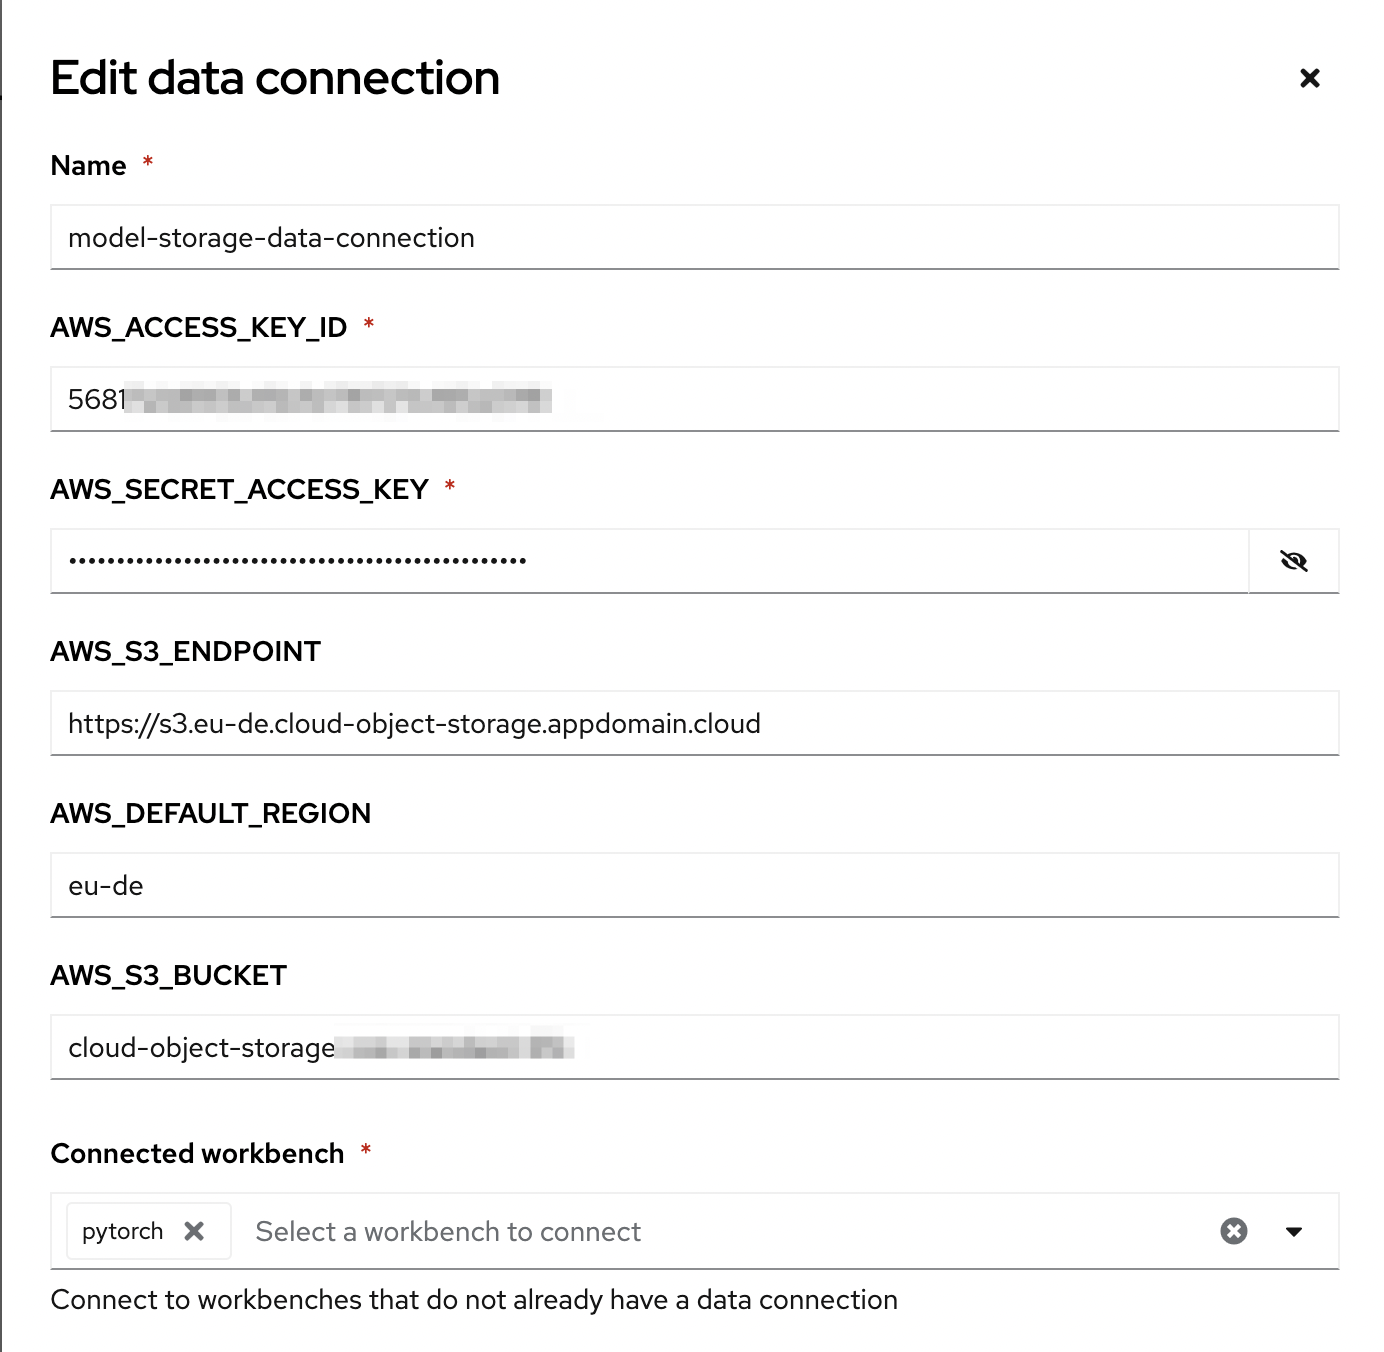 Edit data connection
Name *
model-storage-data-connection
AWS_ACCESS_KEY_ID *
5681
AWS_SECRET_ACCESS_KEY *
••••••••••••••••••••••••••••••••••••••••••••••••
AWS_S3_ENDPOINT
https://s3.eu-de.cloud-object-storage.appdomain.cloud
AWS_DEFAULT_REGION
eu-de
AWS_S3_BUCKET
cloud-object-storage
Connected workbench *
pytorch Select a workbench to connect
Connect to workbenches that do not already have a data connection